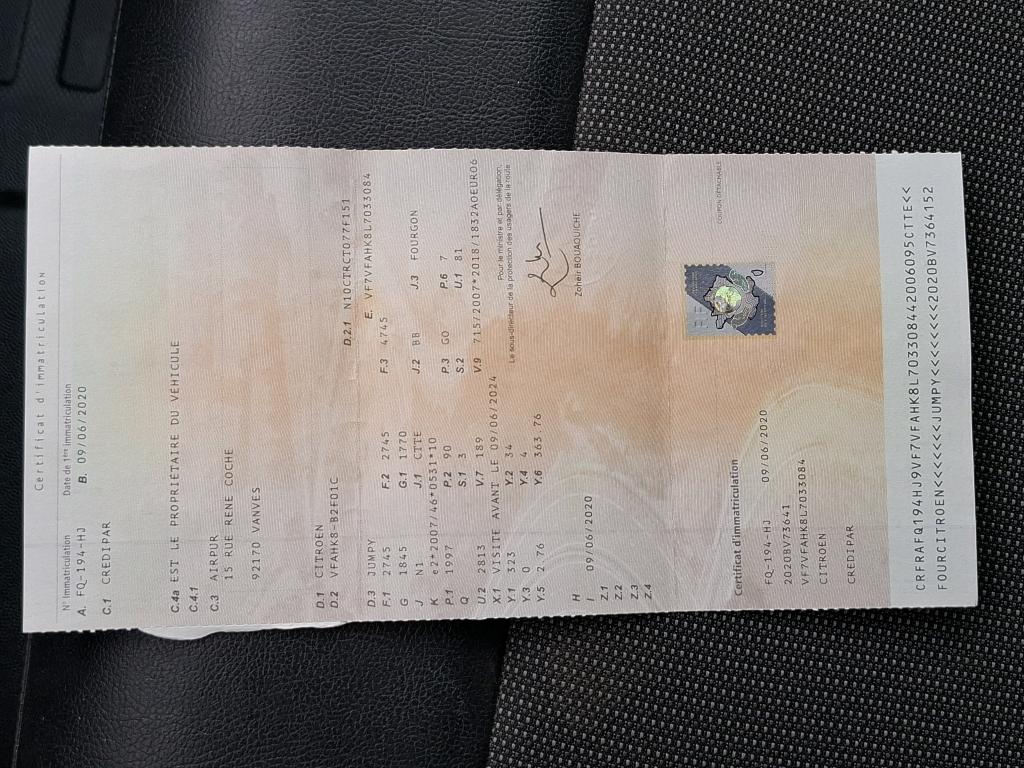 Certificat d'immatriculation
N° Immatriculation Date de 1ère immatriculation
A. FQ-194-HJ B. 09/06/2020
C.1 CREDIPAR
C.4a EST LE PROPRIETAIRE DU VEHICULE
C.4.1
C.3 AIRPUR
15 RUE RENE COCHE
92170 VANVES
D.1 CITROEN
D.2 VFAHK8-B2F01C D.2.1 N10CTRCT077F151
D.3 JUMPY E. VF7VFAHK8L7033084
F.1 2745 F.2 2745 F.3 4745
G 1845 G.1 1770
J N1 J.1 CTTE J.2 BB J.3 FOURGON
K e2*2007/46*0531*10
P.1 1997 P.2 90 P.3 GO P.6 7
Q S.1 3 S.2 U.1 81
U.2 2813 V.7 189 V.9 715/2007*2018/1832AOEURO6
X.1 VISITE AVANT LE 09/06/2024
Y.1 323 Y.2 34
Y.3 0 Y.4 4
Y.5 2.76 Y.6 363.76
Pour le ministre et par délégation,
Le sous-directeur de la protection des usagers de la route
Zoheir BOUAOUICHE
H
I 09/06/2020
Z.1
Z.2
Z.3
Z.4
COUPON DÉTACHABLE
Certificat d'immatriculation
FQ-194-HJ 09/06/2020
2020BV73641
VF7VFAHK8L7033084
CITROEN
CREDIPAR
RF
CRFRAFQ194HJ9VF7VFAHK8L703308442006095CTTE<<
FOURCITROEN<<<<<<<JUMPY<<<<<<<<2020BV7364152